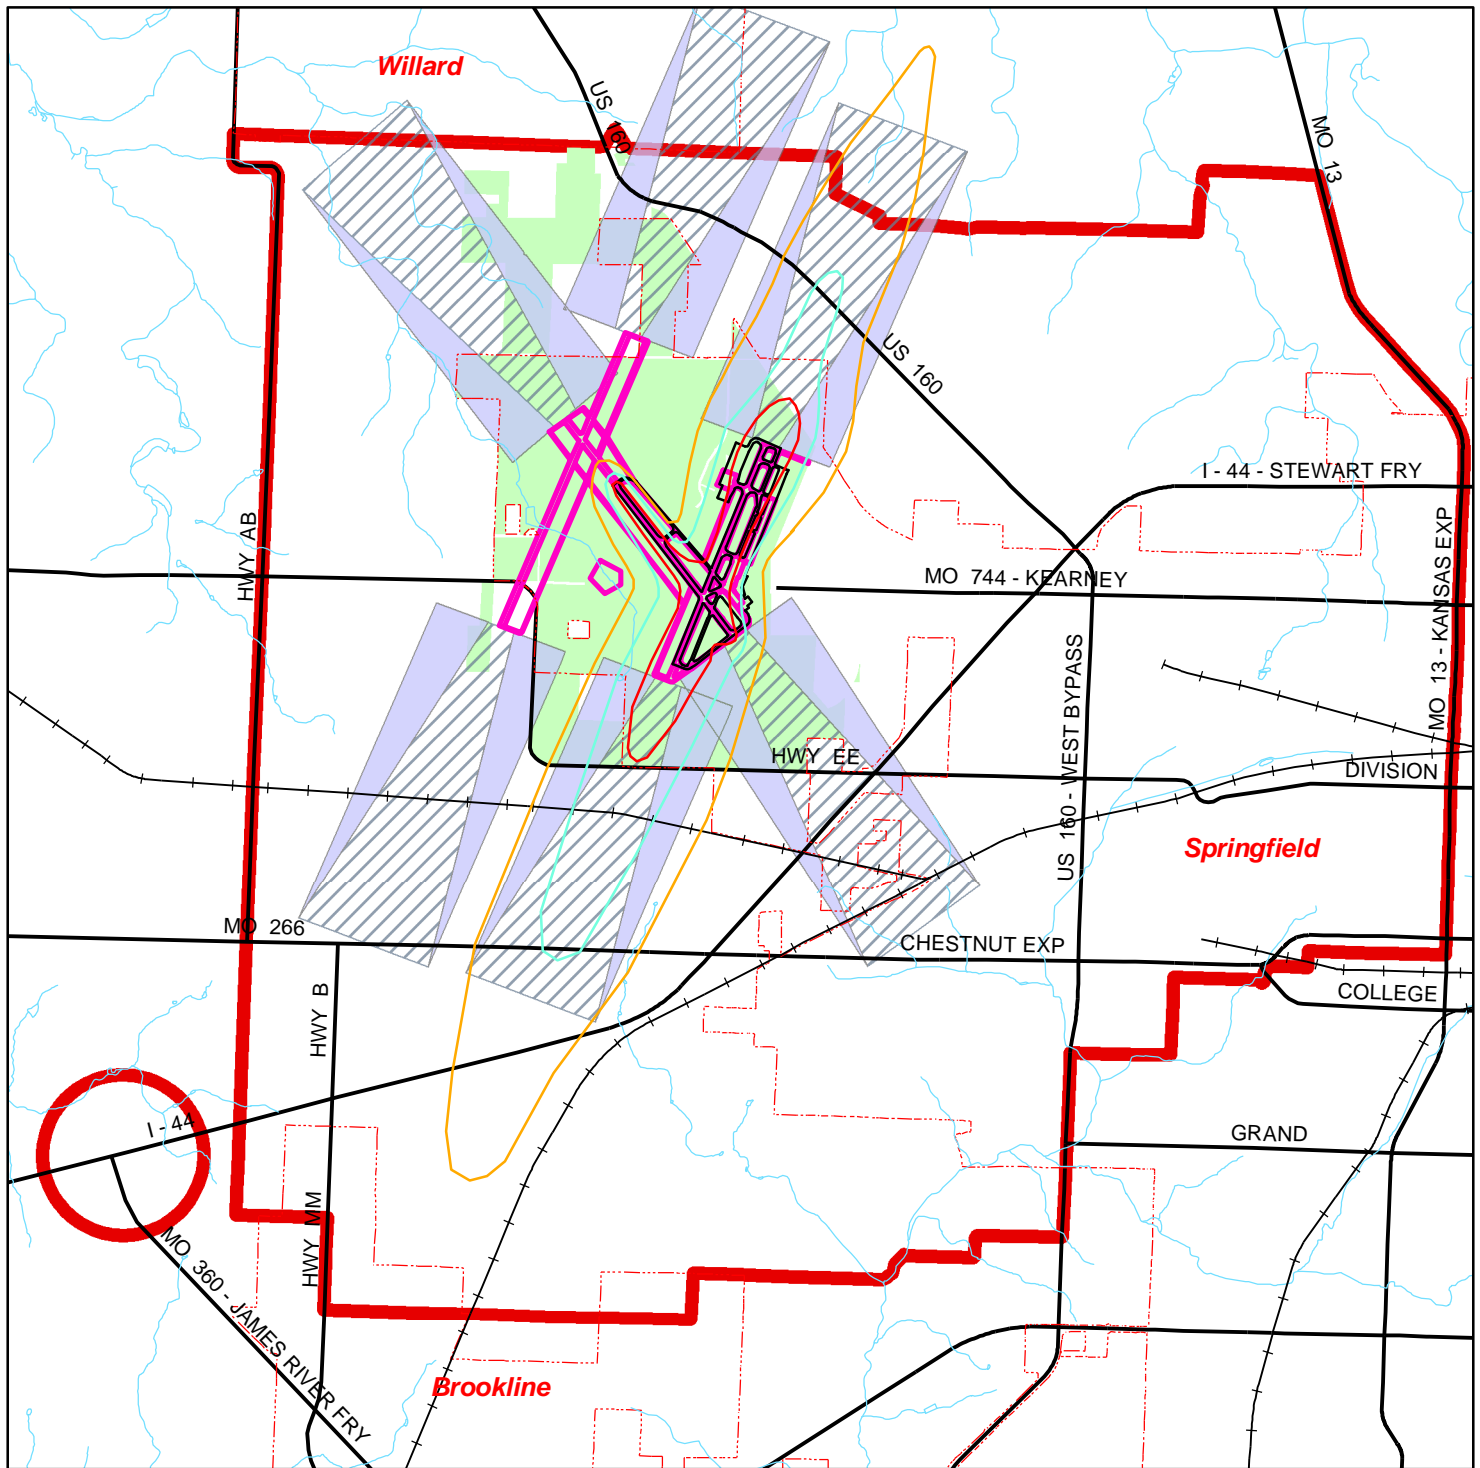 Willard
US 160
MO 13
US 160
I - 44 - STEWART FRY
HWY AB
MO 744 - KEARNEY
MO 13 - KANSAS EXP
US 160 - WEST BYPASS
HWY EE
DIVISION
Springfield
MO 266
CHESTNUT EXP
HWY B
COLLEGE
I - 44
GRAND
HWY MM
MO 360 - JAMES RIVER FRY
Brookline